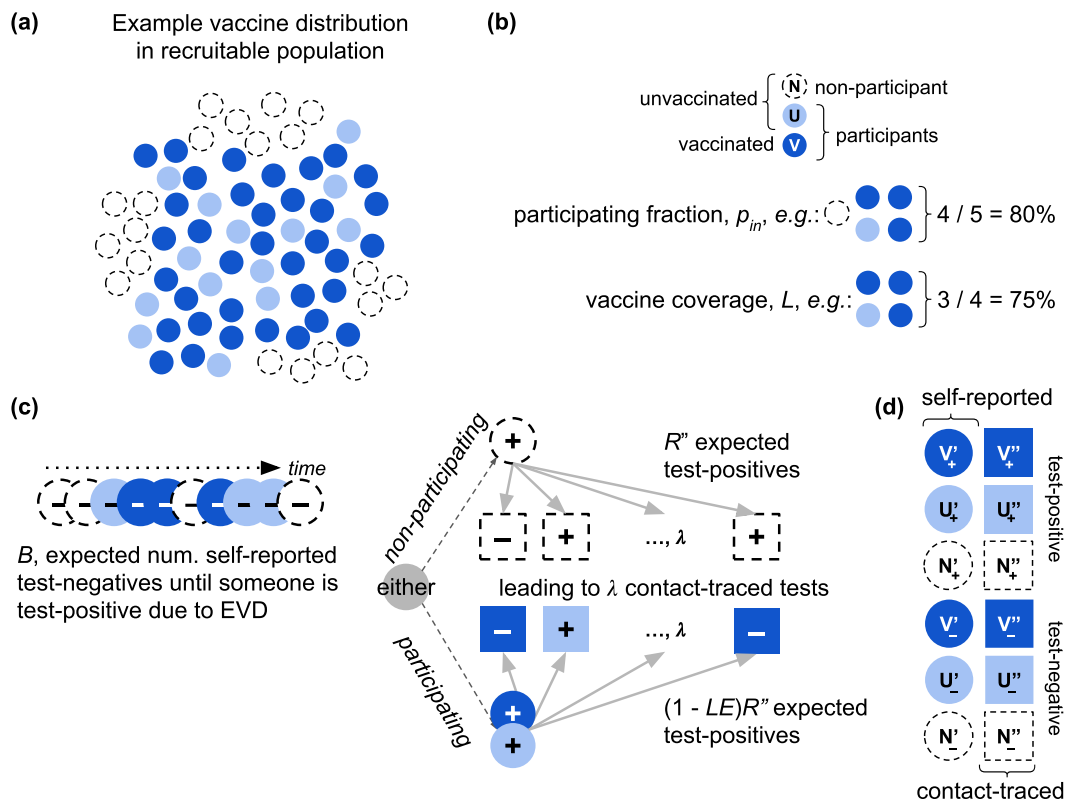 (a)
Example vaccine distribution
in recruitable population
(b)
N non-participant
unvaccinated
U
participants
vaccinated V
participating fraction, p_in, e.g.: 4 / 5 = 80%
vaccine coverage, L, e.g.: 3 / 4 = 75%
(c)
time
− − − − − − − − − −
B, expected num. self-reported
test-negatives until someone is
test-positive due to EVD
non-participating
either
participating
+
R” expected
test-positives
− + ..., λ +
leading to λ contact-traced tests
− + ..., λ −
+
+
(1 - LE)R” expected
test-positives
(d)
self-reported
V’+ V”+
U’+ U”+
N’+ N”+
test-positive
V’− V”−
U’− U”−
N’− N”−
test-negative
contact-traced